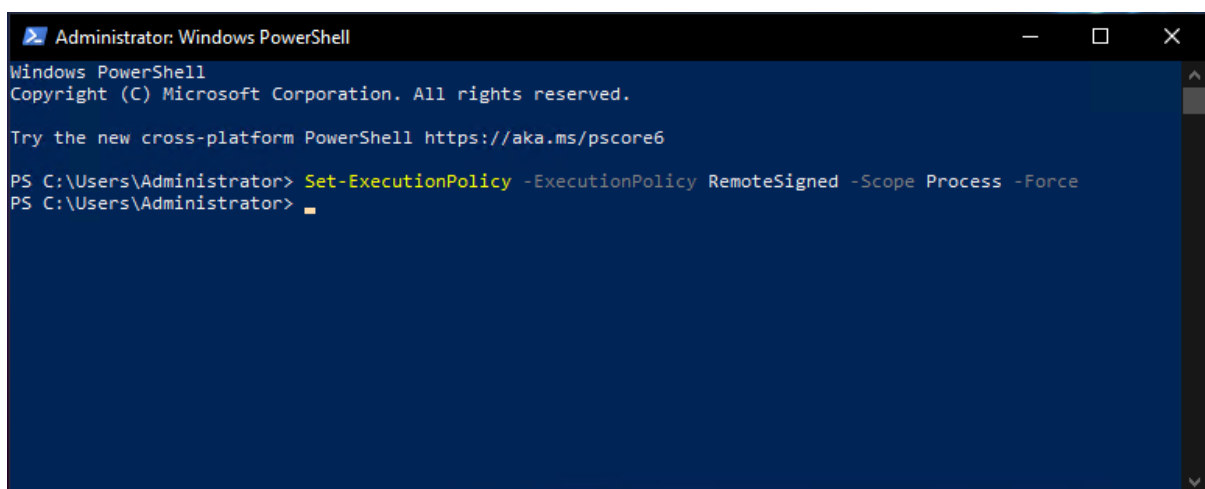 Administrator: Windows PowerShell
Windows PowerShell
Copyright (C) Microsoft Corporation. All rights reserved.
Try the new cross-platform PowerShell https://aka.ms/pscore6
PS C:\Users\Administrator> Set-ExecutionPolicy -ExecutionPolicy RemoteSigned -Scope Process -Force
PS C:\Users\Administrator>